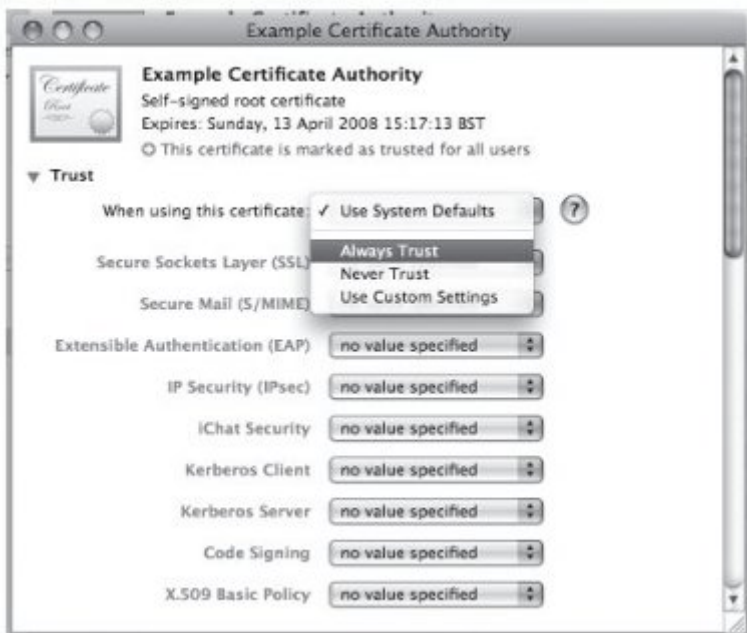 Example Certificate Authority
Certificate
Root
Example Certificate Authority
Self-signed root certificate
Expires: Sunday, 13 April 2008 15:17:13 BST
This certificate is marked as trusted for all users
Trust
When using this certificate: ✓ Use System Defaults ?
Always Trust
Never Trust
Use Custom Settings
Secure Sockets Layer (SSL)
Secure Mail (S/MIME)
Extensible Authentication (EAP) no value specified
IP Security (IPsec) no value specified
iChat Security no value specified
Kerberos Client no value specified
Kerberos Server no value specified
Code Signing no value specified
X.509 Basic Policy no value specified